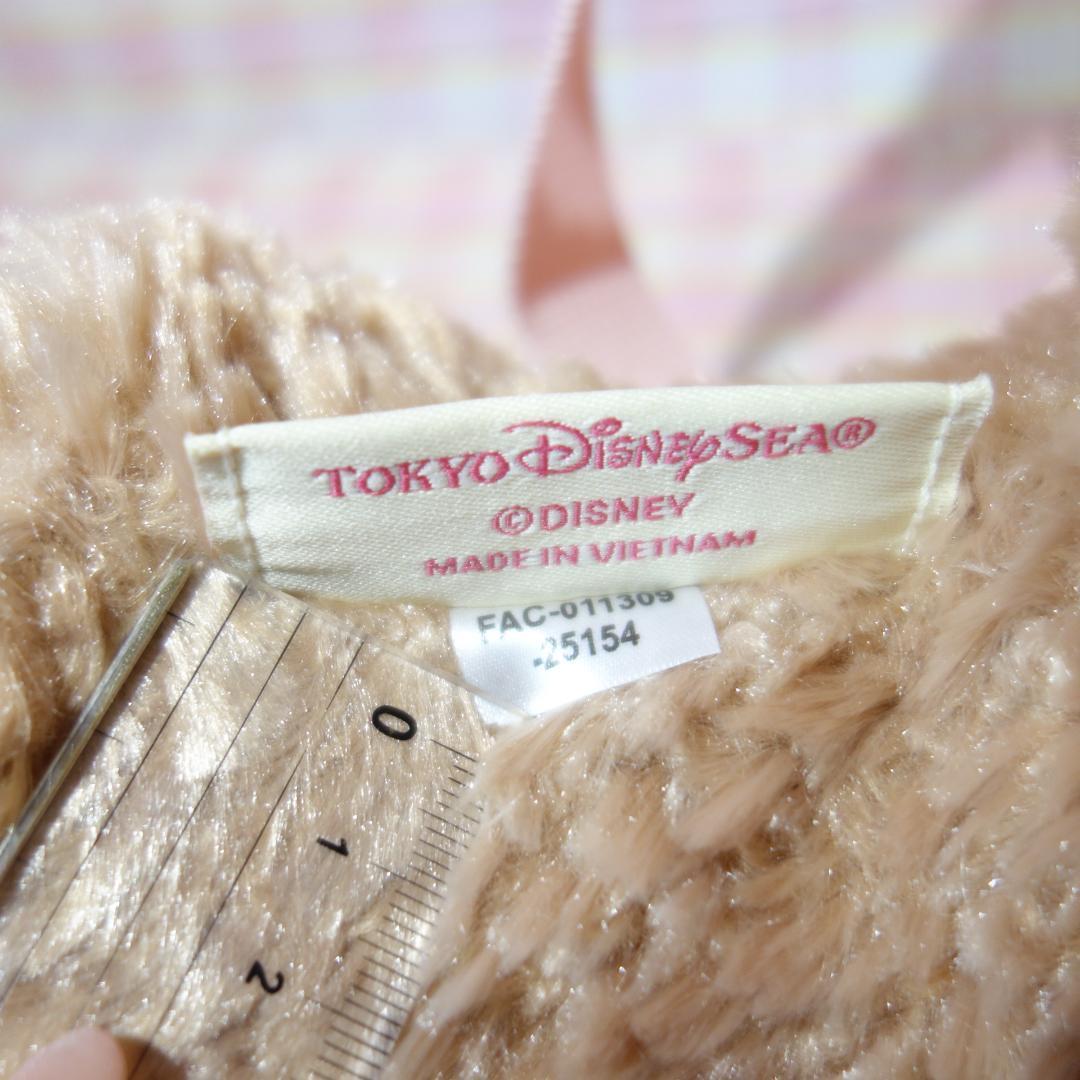 TOKYO DISNEYSEA®
©DISNEY
MADE IN VIETNAM
FAC-011309
-25154
0
1
2